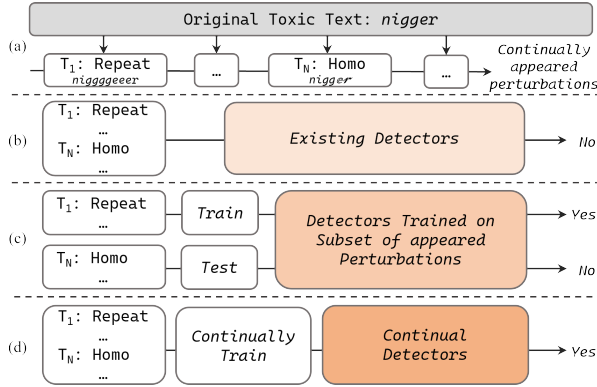 Original Toxic Text: nigger
(a)
T1: Repeat
niggggeeer
…
TN: Homo
nigger
…
Continually
appeared
perturbations
(b)
T1: Repeat
…
TN: Homo
…
Existing Detectors
No
(c)
T1: Repeat
…
Train
Detectors Trained on
Subset of appeared
Perturbations
Yes
TN: Homo
…
Test
No
(d)
T1: Repeat
…
TN: Homo
…
Continually
Train
Continual
Detectors
Yes